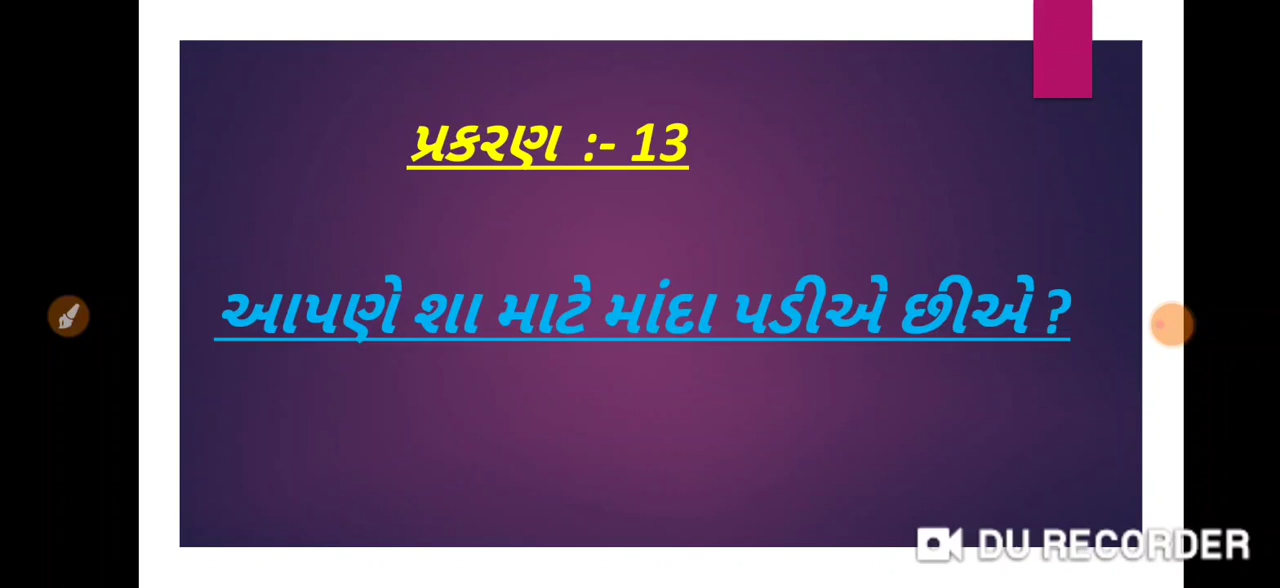 પ્રકરણ :- 13
આપણે શા માટે માંદા પડીએ છીએ ?
DU RECORDER